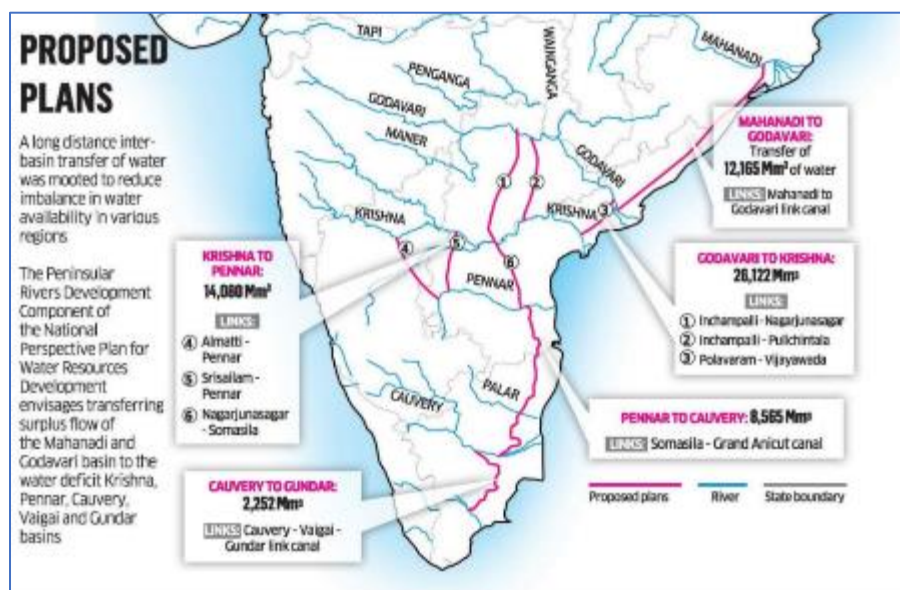 PROPOSED
PLANS
A long distance inter-
basin transfer of water
was mooted to reduce
imbalance in water
availability in various
regions
The Peninsular
Rivers Development
Component of
the National
Perspective Plan for
Water Resources
Development
envisages transferring
surplus flow of
the Mahanadi and
Godavari basin to the
water deficit Krishna,
Pennar, Cauvery,
Vaigai and Gundar
basins
TAPI
WAINGANGA
MAHANADI
PENGANGA
GODAVARI
MANER
GODAVARI
KRISHNA
KRISHNA
PENNAR
PALAR
CAUVERY
1
2
3
4
5
6
MAHANADI TO
GODAVARI:
Transfer of
12,165 Mm³ of water
LINKS: Mahanadi to
Godavari link canal
KRISHNA TO
PENNAR:
14,080 Mm³
LINKS:
④ Almatti -
Pennar
⑤ Srisailam -
Pennar
⑥ Nagarjunasagar
- Somasila
GODAVARI TO KRISHNA:
26,122 Mm³
LINKS:
① Inchampalli - Nagarjunasagar
② Inchampalli - Pulichintala
③ Polavaram - Vijayaweda
PENNAR TO CAUVERY: 8,565 Mm³
LINKS: Somasila - Grand Anicut canal
CAUVERY TO GUNDAR:
2,252 Mm³
LINKS: Cauvery - Vaigai -
Gundar link canal
Proposed plans
River
State boundary